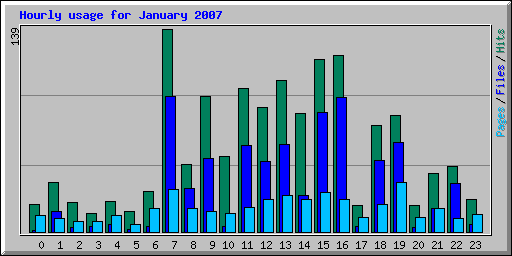 Hourly usage for January 2007
139
Pages / Files / Hits
0 1 2 3 4 5 6 7 8 9 10 11 12 13 14 15 16 17 18 19 20 21 22 23